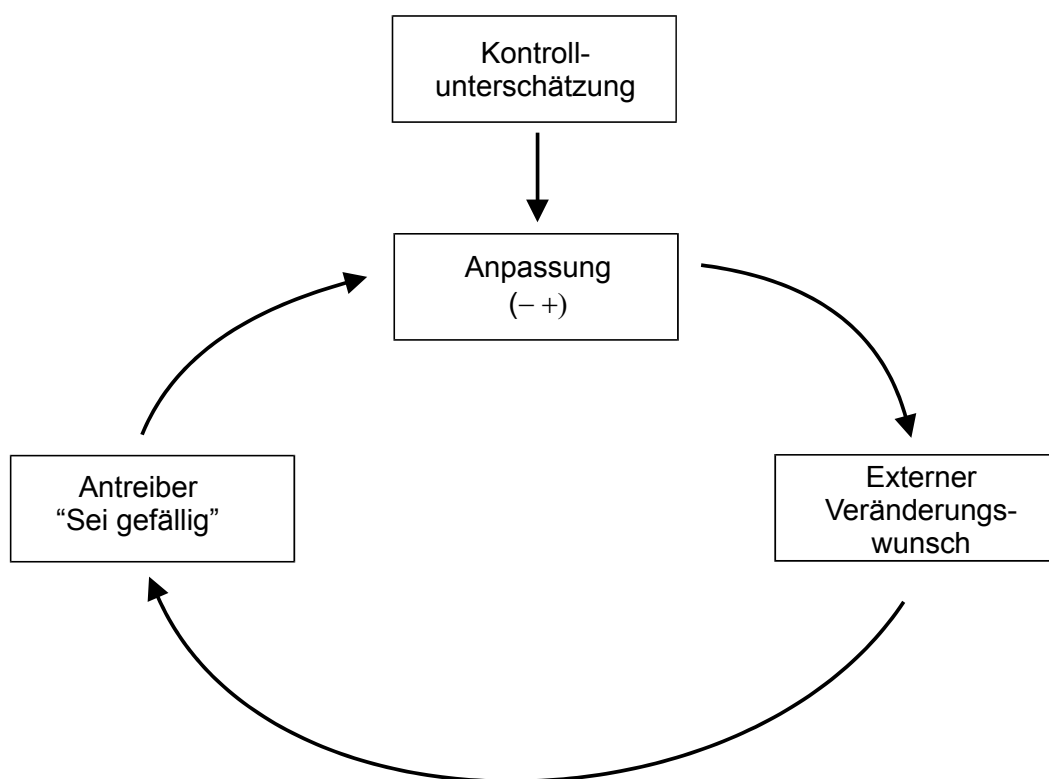 Kontroll-
unterschätzung
Anpassung
(– +)
Antreiber
“Sei gefällig”
Externer
Veränderungs-
wunsch